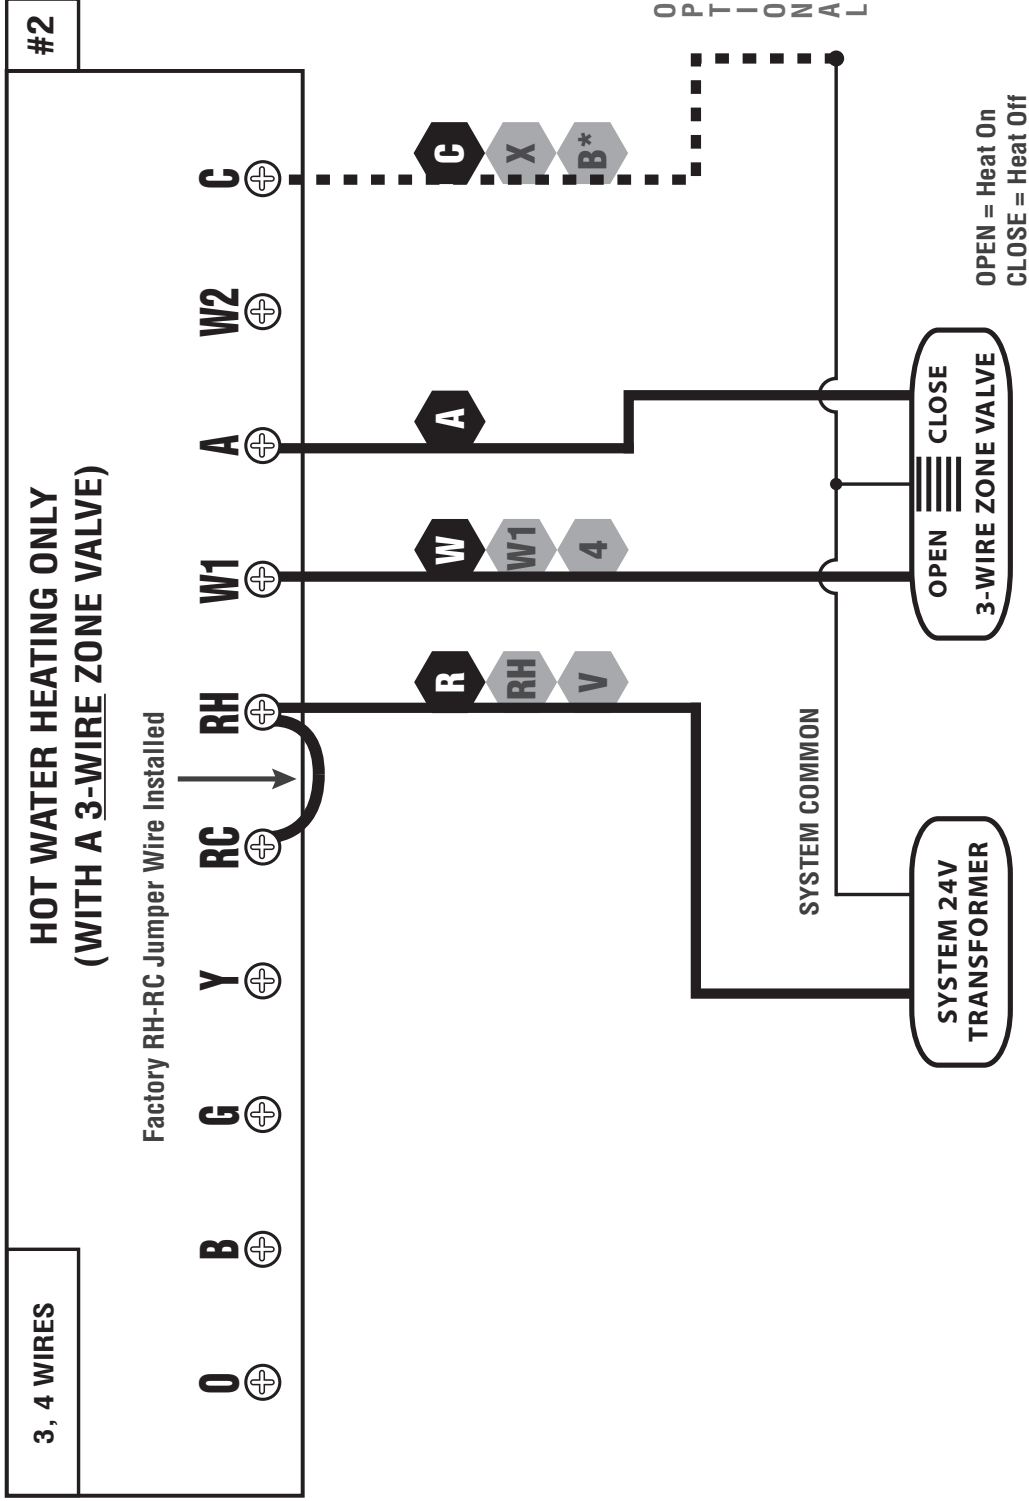 3, 4 WIRES
#2
HOT WATER HEATING ONLY
(WITH A 3-WIRE ZONE VALVE)
Factory RH-RC Jumper Wire Installed
O B G Y RC RH W1 A W2 C
R W A C
RH W1 X
V 4 B*
OPTIONAL
SYSTEM COMMON
SYSTEM 24V
TRANSFORMER
OPEN CLOSE
3-WIRE ZONE VALVE
OPEN = Heat On
CLOSE = Heat Off